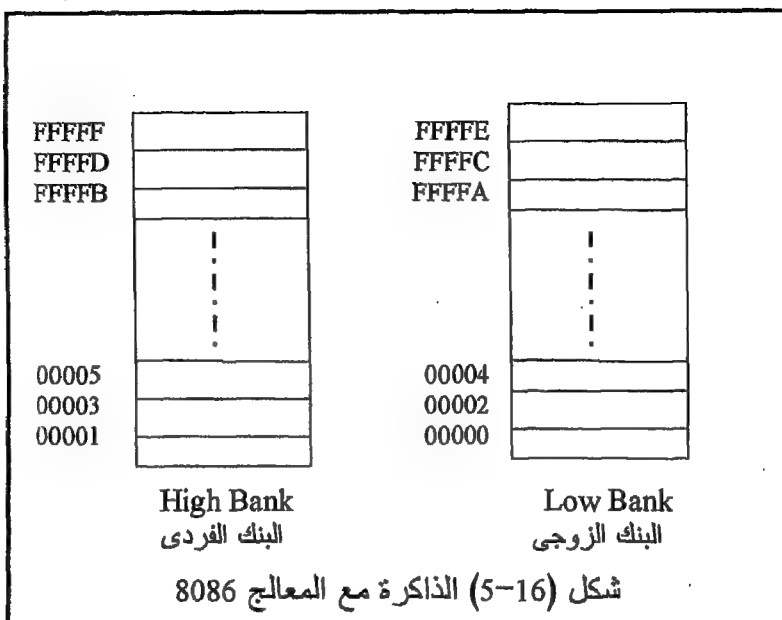 FFFFF
FFFFD
FFFFB
00005
00003
00001
High Bank
البنك الفردى
FFFFE
FFFFC
FFFFA
00004
00002
00000
Low Bank
البنك الزوجى
شكل (16-5) الذاكرة مع المعالج 8086